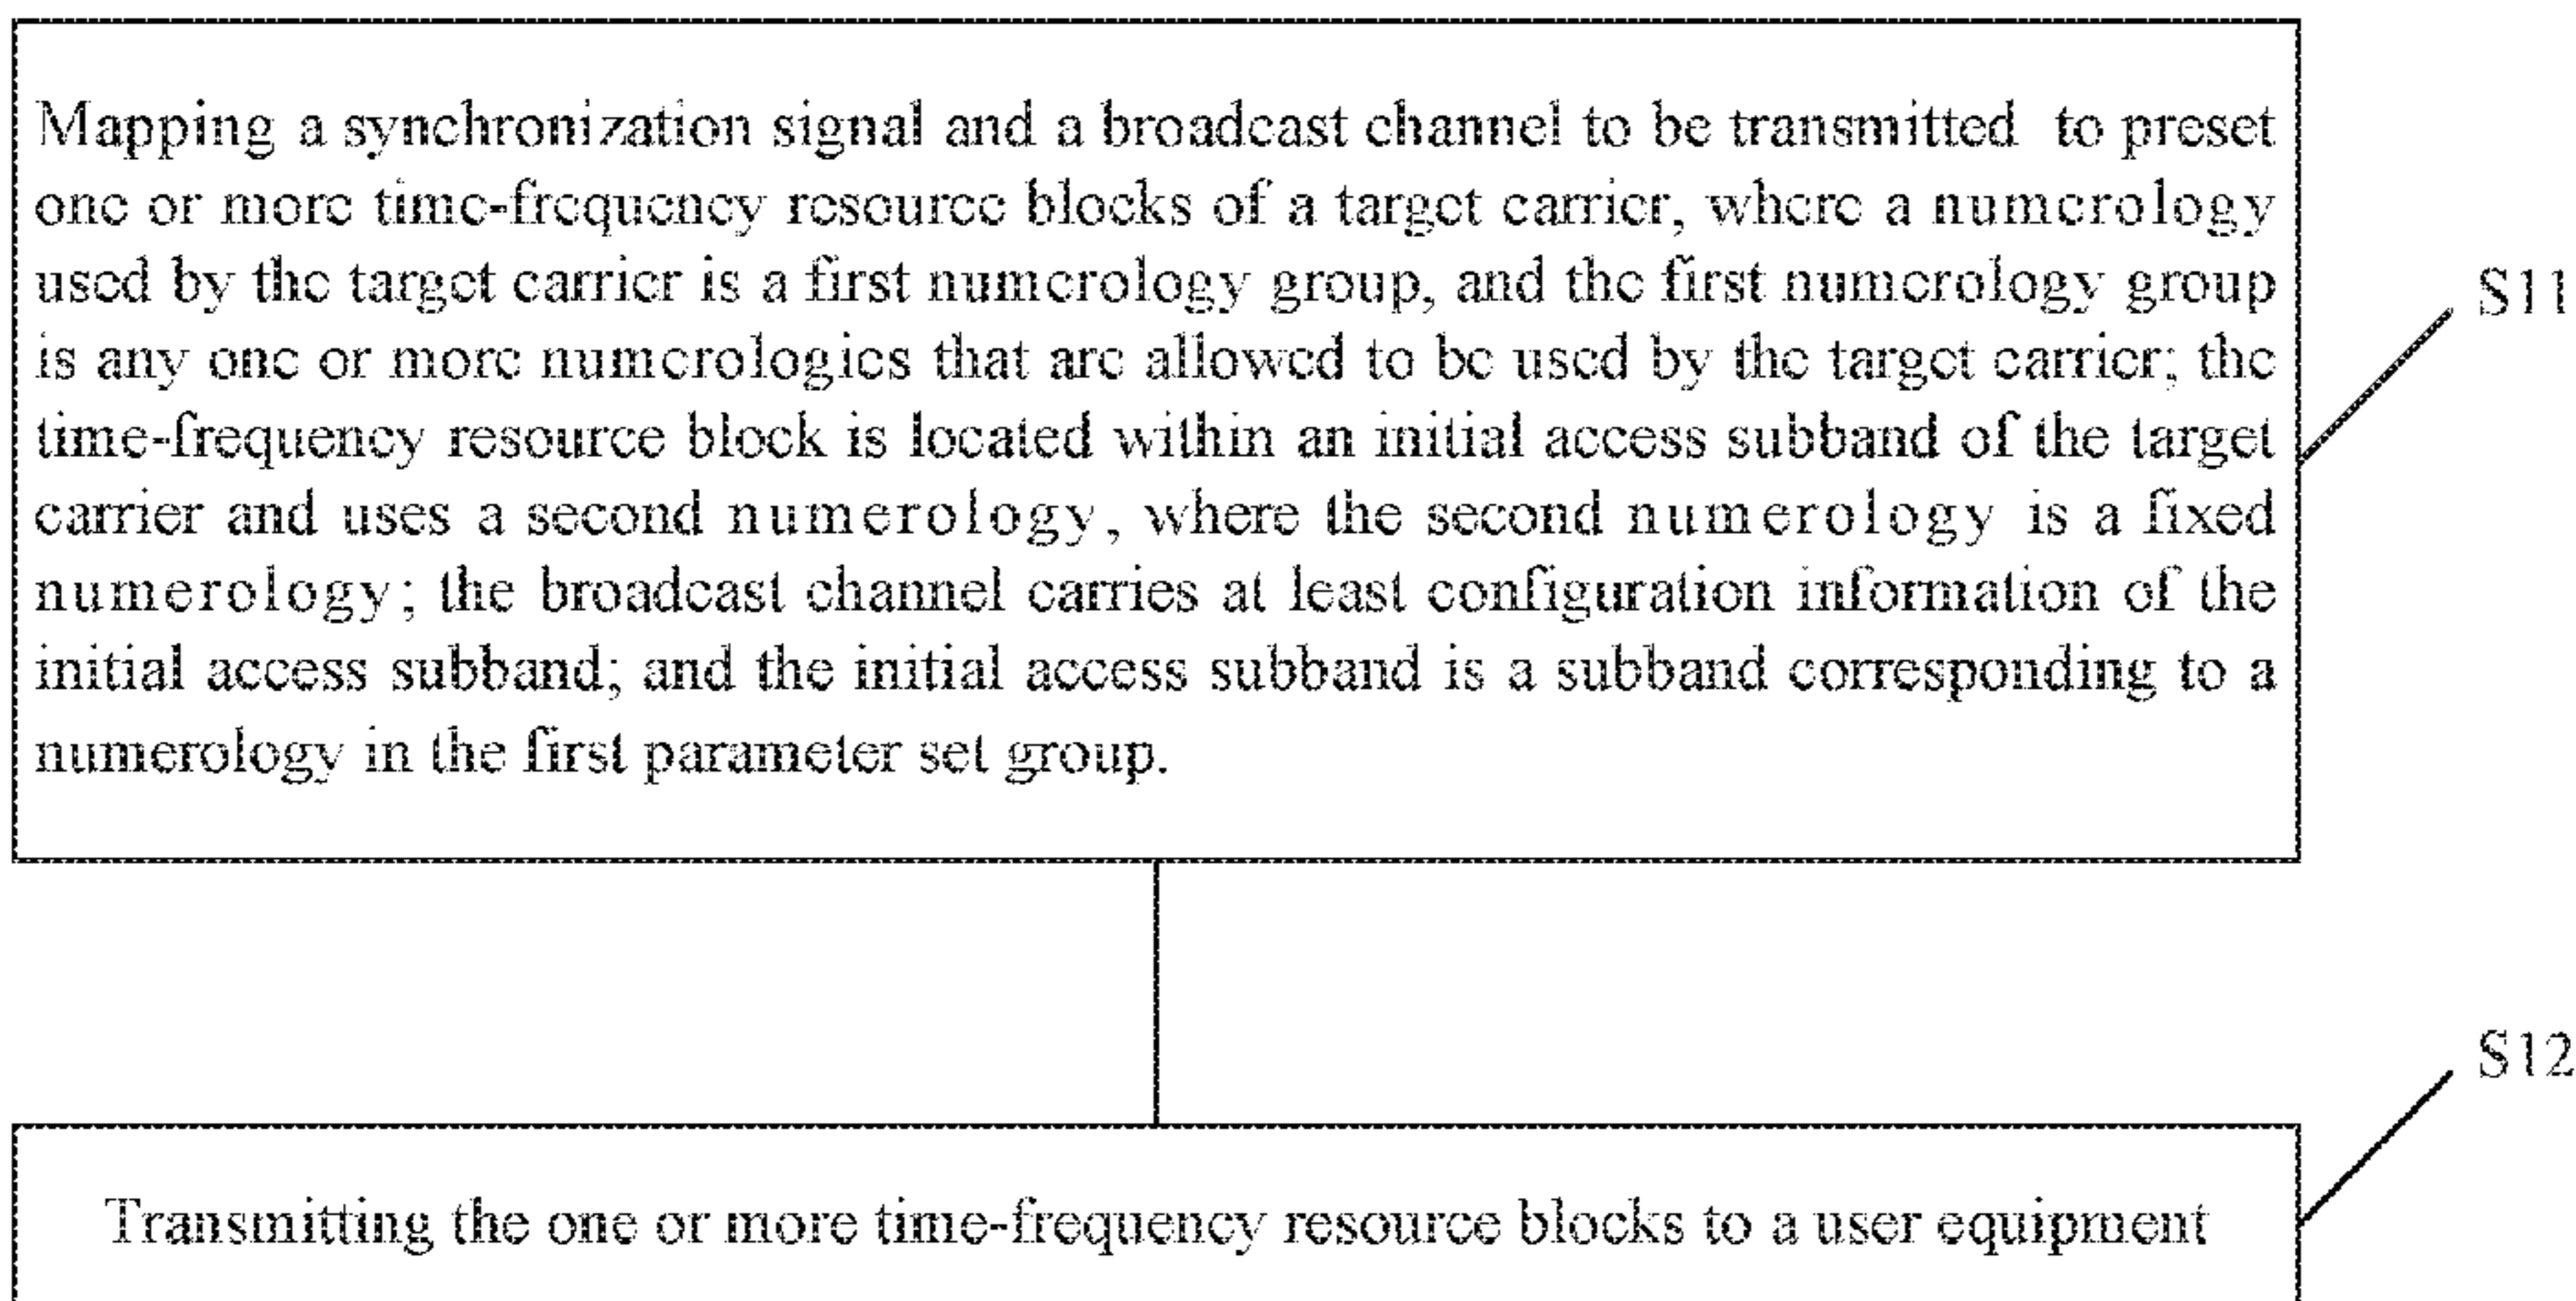 Mapping a synchronization signal and a broadcast channel to be transmitted to preset
one or more time-frequency resource blocks of a target carrier, where a numerology
used by the target carrier is a first numerology group, and the first numerology group
is any one or more numerologies that are allowed to be used by the target carrier; the
time-frequency resource block is located within an initial access subband of the target
carrier and uses a second numerology, where the second numerology is a fixed
numerology; the broadcast channel carries at least configuration information of the
initial access subband; and the initial access subband is a subband corresponding to a
numerology in the first parameter set group.
S11
S12
Transmitting the one or more time-frequency resource blocks to a user equipment